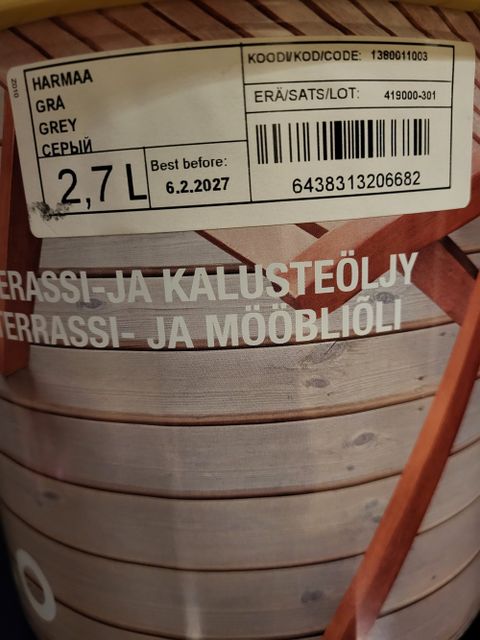 2010
HARMAA
GRÅ
GREY
СЕРЫЙ
2,7 L
Best before:
6.2.2027
KOODI/KOD/CODE: 1380011003
ERÄ/SATS/LOT: 419000-301
6438313206682
ERASSI-JA KALUSTEÖLJY
TERRASSI- JA MÖÖBLIÕLI